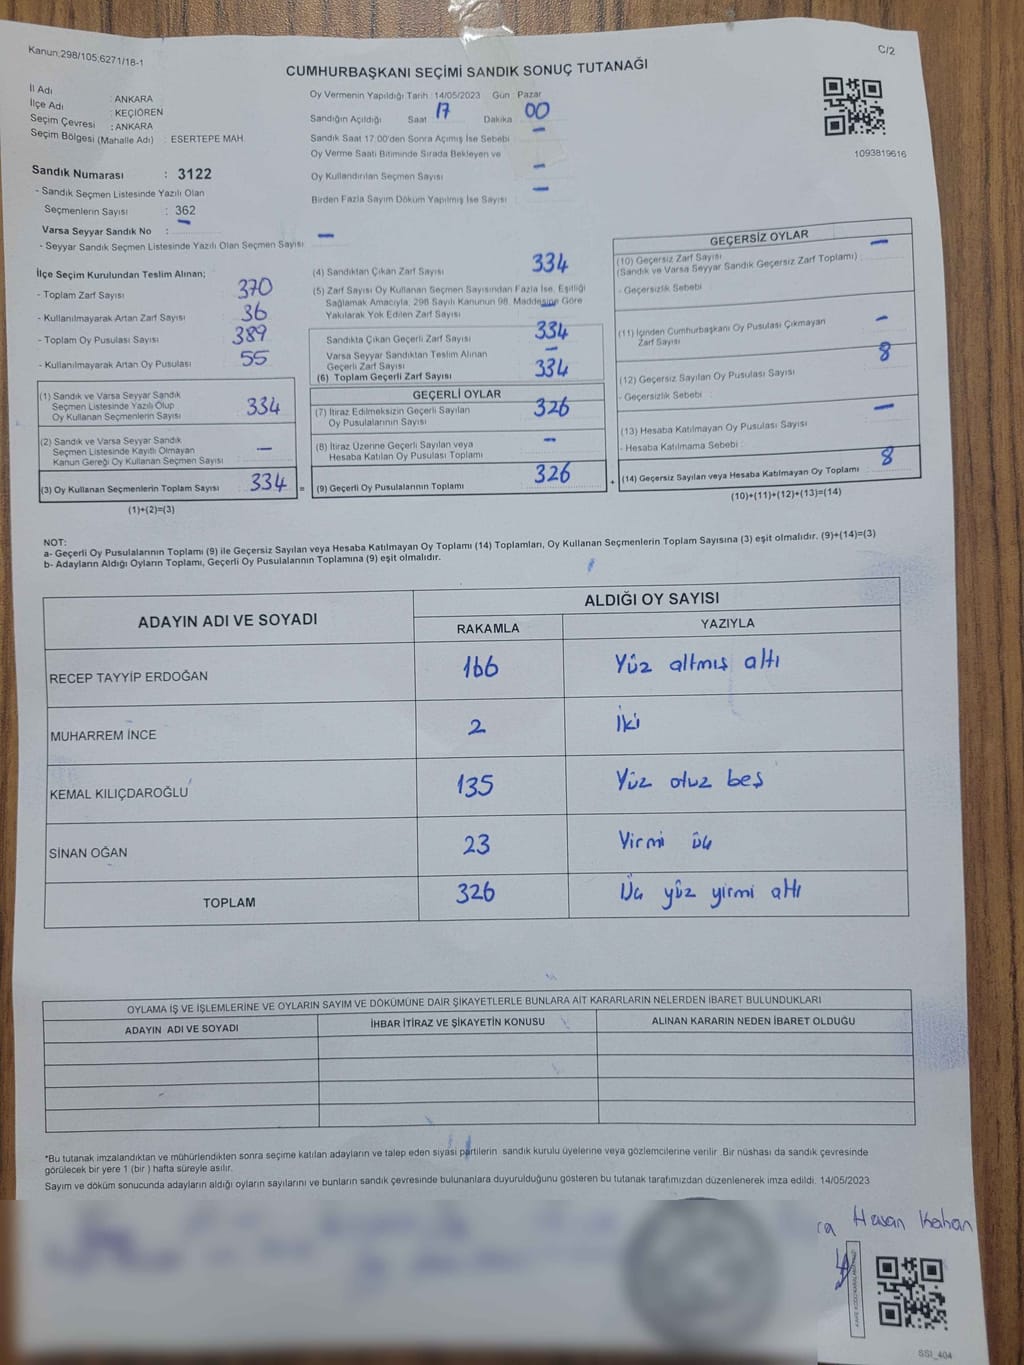 Kanun:298/105,6271/18-1
C/2
CUMHURBAŞKANI SEÇİMİ SANDIK SONUÇ TUTANAĞI
İl Adı : ANKARA
İlçe Adı : KEÇİÖREN
Seçim Çevresi : ANKARA
Seçim Bölgesi (Mahalle Adı) : ESERTEPE MAH
Oy Vermenin Yapıldığı Tarih : 14/05/2023 Gün : Pazar
Sandığın Açıldığı Saat 17 Dakika 00
Sandık Saat 17:00'den Sonra Açılmış İse Sebebi : -
Oy Verme Saati Bitiminde Sırada Bekleyen ve
Oy Kullandırılan Seçmen Sayısı -
Birden Fazla Sayım Döküm Yapılmış İse Sayısı -
1093819616
Sandık Numarası : 3122
- Sandık Seçmen Listesinde Yazılı Olan
Seçmenlerin Sayısı : 362
Varsa Seyyar Sandık No : -
- Seyyar Sandık Seçmen Listesinde Yazılı Olan Seçmen Sayısı -
İlçe Seçim Kurulundan Teslim Alınan;
- Toplam Zarf Sayısı 370
- Kullanılmayarak Artan Zarf Sayısı 36
- Toplam Oy Pusulası Sayısı 389
- Kullanılmayarak Artan Oy Pusulası 55
(1) Sandık ve Varsa Seyyar Sandık
Seçmen Listesinde Yazılı Olup
Oy Kullanan Seçmenlerin Sayısı 334
(2) Sandık ve Varsa Seyyar Sandık
Seçmen Listesinde Kayıtlı Olmayan
Kanun Gereği Oy Kullanan Seçmen Sayısı -
(3) Oy Kullanan Seçmenlerin Toplam Sayısı 334 =
(1)+(2)=(3)
(4) Sandıktan Çıkan Zarf Sayısı 334
(5) Zarf Sayısı Oy Kullanan Seçmen Sayısından Fazla İse, Eşitliği
Sağlamak Amacıyla, 298 Sayılı Kanunun 98. Maddesine Göre
Yakılarak Yok Edilen Zarf Sayısı -
Sandıkta Çıkan Geçerli Zarf Sayısı 334
Varsa Seyyar Sandıktan Teslim Alınan
Geçerli Zarf Sayısı -
(6) Toplam Geçerli Zarf Sayısı 334
GEÇERLİ OYLAR
(7) İtiraz Edilmeksizin Geçerli Sayılan
Oy Pusulalarının Sayısı 326
(8) İtiraz Üzerine Geçerli Sayılan veya
Hesaba Katılan Oy Pusulası Toplamı -
(9) Geçerli Oy Pusulalarının Toplamı 326 +
GEÇERSİZ OYLAR
(10) Geçersiz Zarf Sayısı -
(Sandık ve Varsa Seyyar Sandık Geçersiz Zarf Toplamı)
- Geçersizlik Sebebi
(11) İçinden Cumhurbaşkanı Oy Pusulası Çıkmayan
Zarf Sayısı -
(12) Geçersiz Sayılan Oy Pusulası Sayısı 8
- Geçersizlik Sebebi :
(13) Hesaba Katılmayan Oy Pusulası Sayısı -
- Hesaba Katılmama Sebebi :
(14) Geçersiz Sayılan veya Hesaba Katılmayan Oy Toplamı 8
(10)+(11)+(12)+(13)=(14)
NOT:
a- Geçerli Oy Pusulalarının Toplamı (9) ile Geçersiz Sayılan veya Hesaba Katılmayan Oy Toplamı (14) Toplamları, Oy Kullanan Seçmenlerin Toplam Sayısına (3) eşit olmalıdır. (9)+(14)=(3)
b- Adayların Aldığı Oyların Toplamı, Geçerli Oy Pusulalarının Toplamına (9) eşit olmalıdır.
ADAYIN ADI VE SOYADI ALDIĞI OY SAYISI
RAKAMLA YAZIYLA
RECEP TAYYİP ERDOĞAN 166 Yüz altmış altı
MUHARREM İNCE 2 İki
KEMAL KILIÇDAROĞLU 135 Yüz otuz beş
SİNAN OĞAN 23 Yirmi üç
TOPLAM 326 Üç yüz yirmi altı
OYLAMA İŞ VE İŞLEMLERİNE VE OYLARIN SAYIM VE DÖKÜMÜNE DAİR ŞİKAYETLERLE BUNLARA AİT KARARLARIN NELERDEN İBARET BULUNDUKLARI
ADAYIN ADI VE SOYADI İHBAR İTİRAZ VE ŞİKAYETİN KONUSU ALINAN KARARIN NEDEN İBARET OLDUĞU
*Bu tutanak imzalandıktan ve mühürlendikten sonra seçime katılan adayların ve talep eden siyasi partilerin sandık kurulu üyelerine veya gözlemcilerine verilir. Bir nüshası da sandık çevresinde
görülecek bir yere 1 (bir ) hafta süreyle asılır.
Sayım ve döküm sonucunda adayların aldığı oyların sayılarını ve bunların sandık çevresinde bulunanlara duyurulduğunu gösteren bu tutanak tarafımızdan düzenlenerek imza edildi. 14/05/2023
ca Hasan Kahan
SSI_404